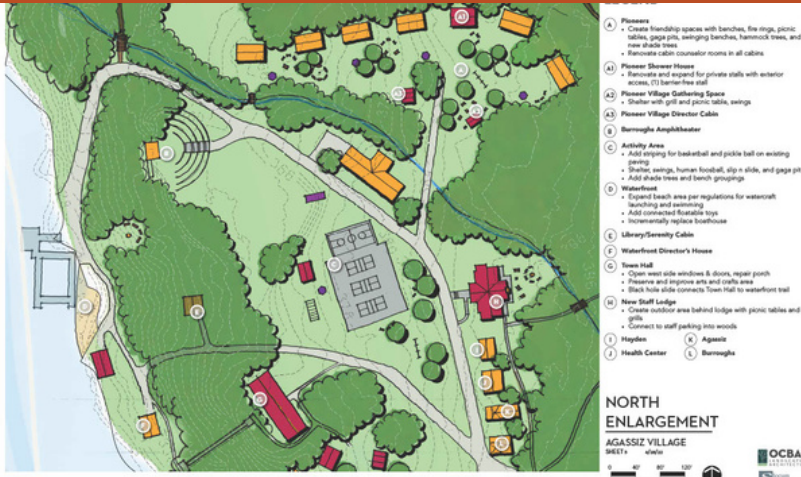 A Pioneers
• Create friendship spaces with benches, fire rings, picnic
tables, gaga pits, swinging benches, hammock trees, and
new shade trees
• Renovate cabin counselor rooms in all cabins
A1 Pioneer Shower House
• Renovate and expand for private stalls with exterior
access, (1) barrier-free stall
A2 Pioneer Village Gathering Space
• Shelter with grill and picnic table, swings
A3 Pioneer Village Director Cabin
B Burroughs Amphitheater
C Activity Area
• Add striping for basketball and pickle ball on existing
paving
• Shelter, swings, human foosball, slip n slide, and gaga pit
• Add shade trees and bench groupings
D Waterfront
• Expand beach area per regulations for watercraft
launching and swimming
• Add connected floatable toys
• Incrementally replace boathouse
E Library/Serenity Cabin
F Waterfront Director's House
G Town Hall
• Open west side windows & doors, repair porch
• Preserve and improve arts and crafts area
• Black hole slide connects Town Hall to waterfront trail
H New Staff Lodge
• Create outdoor area behind lodge with picnic tables and
grills
• Connect to staff parking into woods
I Hayden K Agassiz
J Health Center L Burroughs
NORTH
ENLARGEMENT
AGASSIZ VILLAGE
0 40' 80' 120'
OCBA
LANDSCAPE
ARCHITECTS